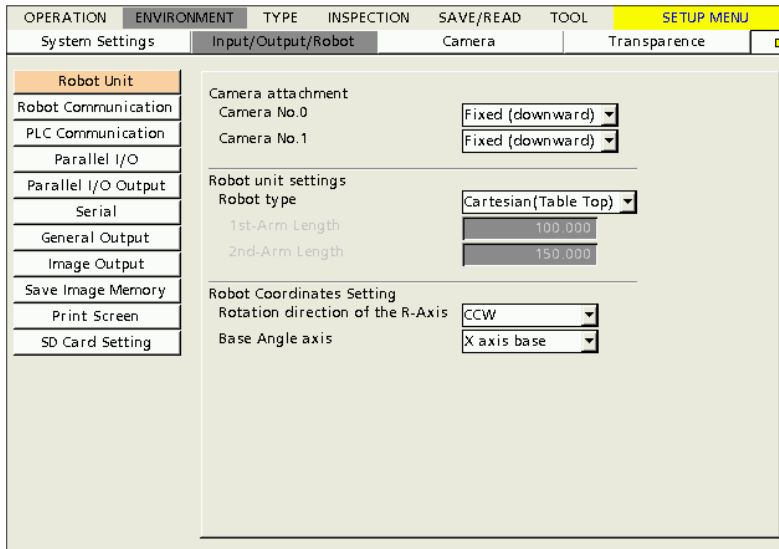 OPERATION ENVIRONMENT TYPE INSPECTION SAVE/READ TOOL SETUP MENU
System Settings Input/Output/Robot Camera Transparence
Robot Unit
Robot Communication
PLC Communication
Parallel I/O
Parallel I/O Output
Serial
General Output
Image Output
Save Image Memory
Print Screen
SD Card Setting
Camera attachment
Camera No.0 Fixed (downward)
Camera No.1 Fixed (downward)
Robot unit settings
Robot type Cartesian(Table Top)
1st-Arm Length 100.000
2nd-Arm Length 150.000
Robot Coordinates Setting
Rotation direction of the R-Axis CCW
Base Angle axis X axis base